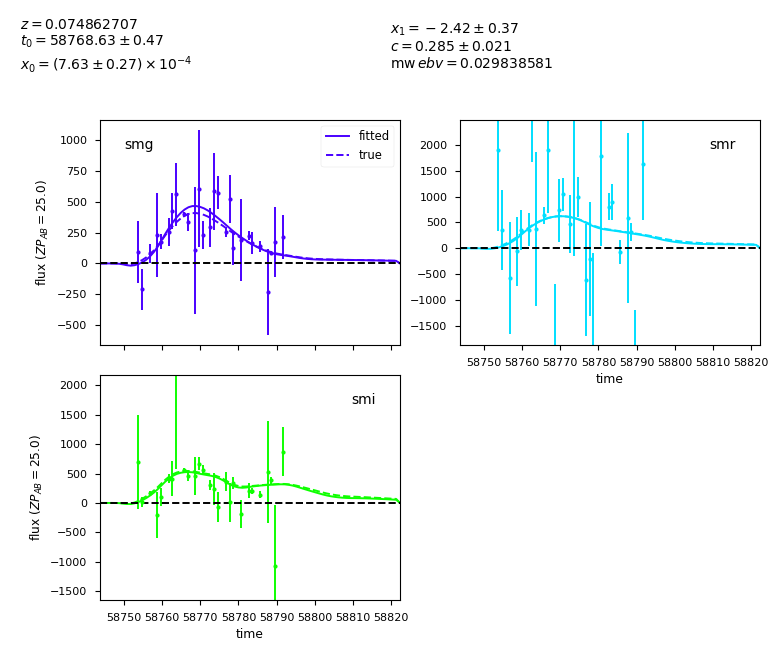 z = 0.074862707
t₀ = 58768.63 ± 0.47
x₀ = (7.63 ± 0.27) × 10⁻⁴
x₁ = −2.42 ± 0.37
c = 0.285 ± 0.021
mw ebv = 0.029838581
smg
fitted
true
1000
750
500
250
0
−250
−500
flux (ZP_AB = 25.0)
smr
2000
1500
1000
500
0
−500
−1000
−1500
58750 58760 58770 58780 58790 58800 58810 58820
time
smi
2000
1500
1000
500
0
−500
−1000
−1500
flux (ZP_AB = 25.0)
58750 58760 58770 58780 58790 58800 58810 58820
time